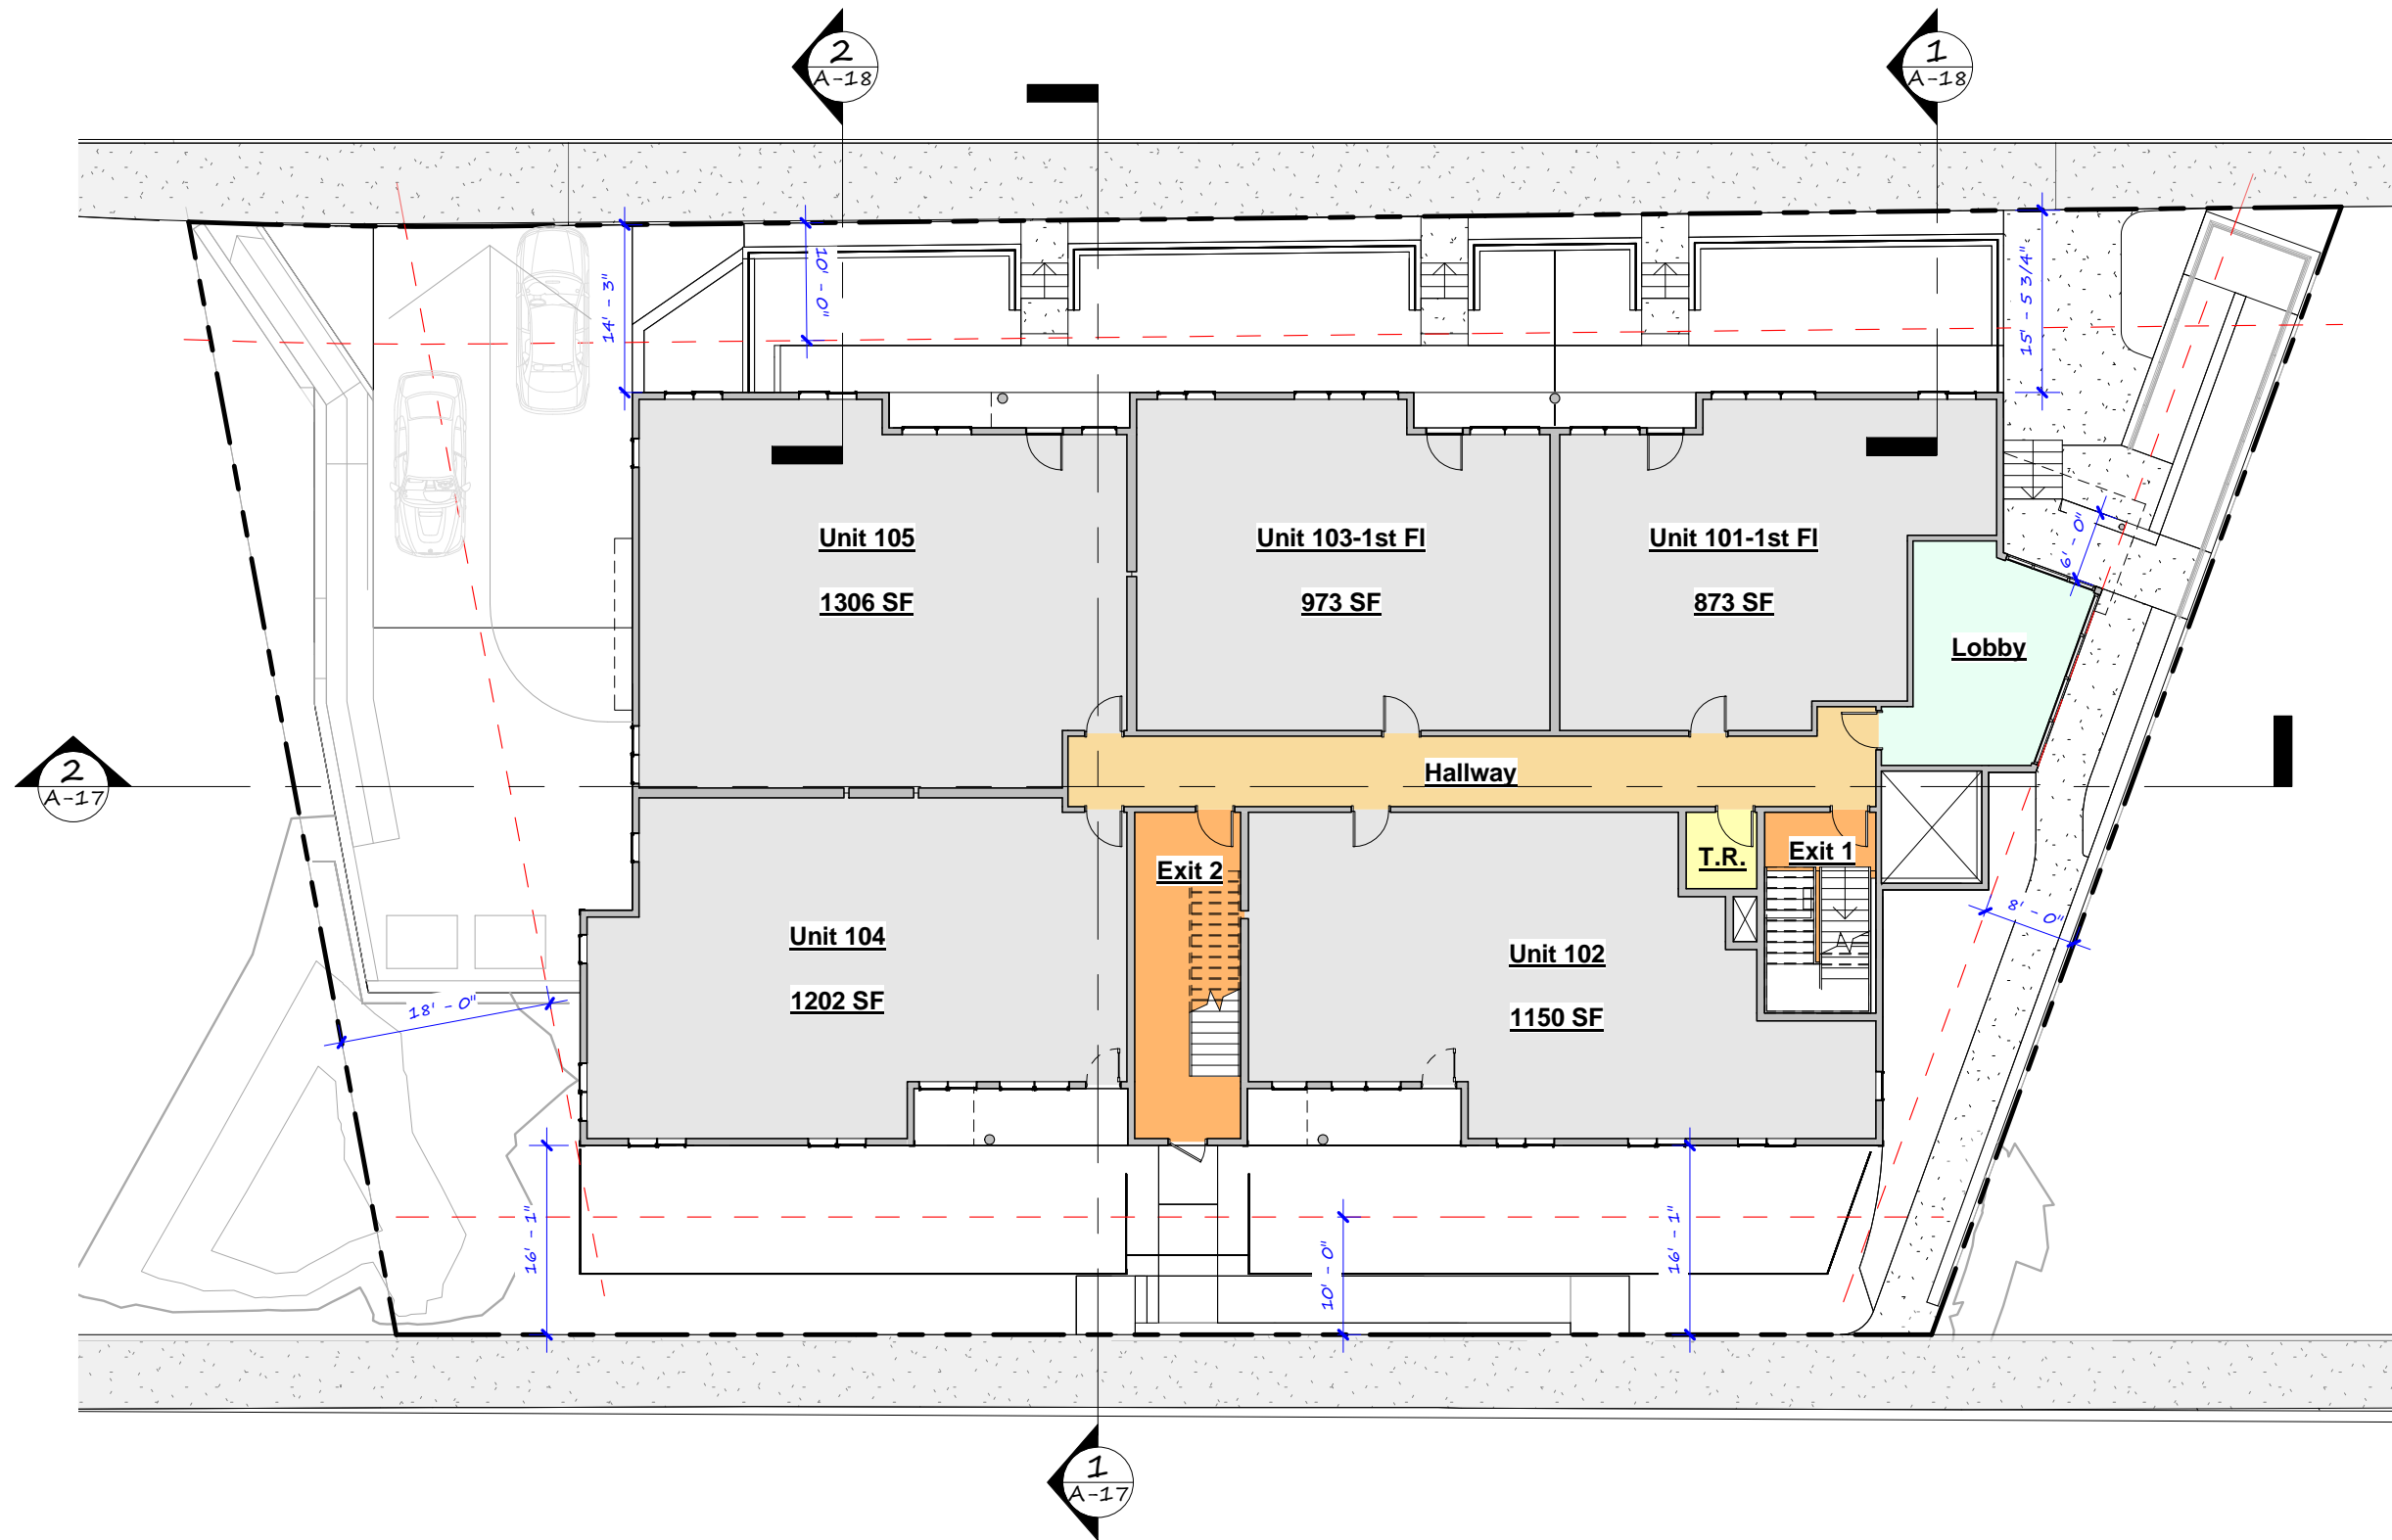 2
A-18
1
A-18
14' - 3"
10' - 0"
15' - 5 3/4"
6' - 0"
Unit 105
1306 SF
Unit 103-1st Fl
973 SF
Unit 101-1st Fl
873 SF
Lobby
2
A-17
Hallway
Exit 2
T.R.
Exit 1
8' - 0"
Unit 104
1202 SF
Unit 102
1150 SF
18' - 0"
16' - 1"
10' - 0"
16' - 1"
1
A-17